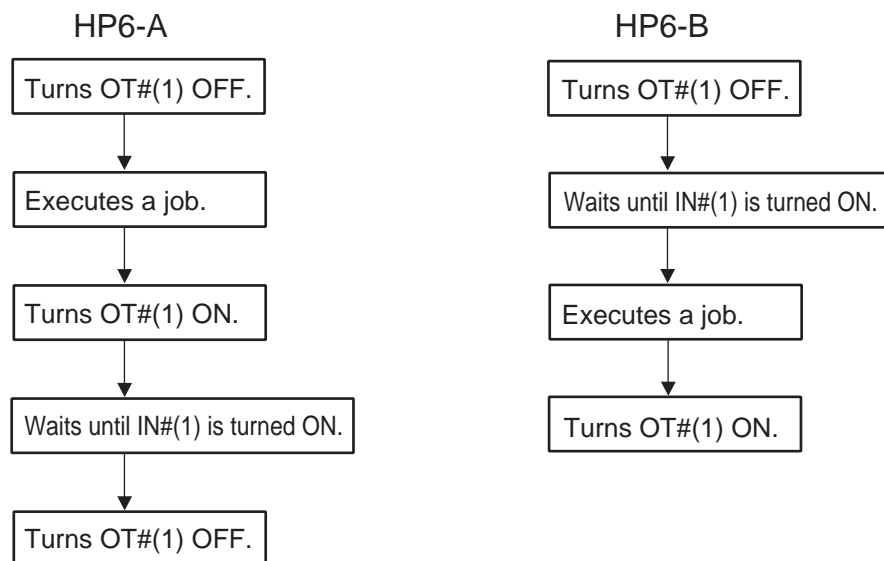 HP6-A
Turns OT#(1) OFF.
Executes a job.
Turns OT#(1) ON.
Waits until IN#(1) is turned ON.
Turns OT#(1) OFF.
HP6-B
Turns OT#(1) OFF.
Waits until IN#(1) is turned ON.
Executes a job.
Turns OT#(1) ON.